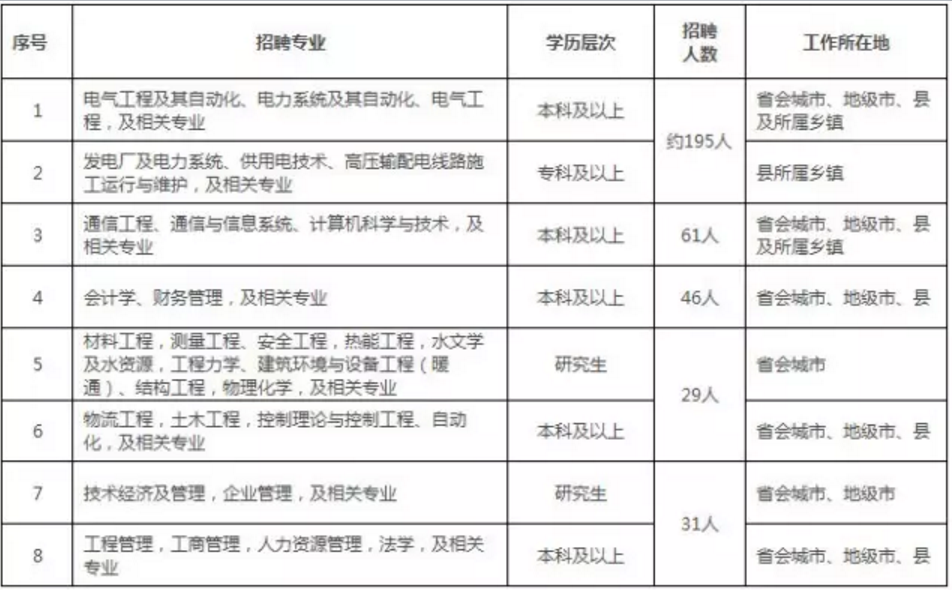 序号 招聘专业 学历层次 招聘人数 工作所在地
1 电气工程及其自动化、电力系统及其自动化、电气工
程，及相关专业 本科及以上 约195人 省会城市、地级市、县
及所属乡镇
2 发电厂及电力系统、供用电技术、高压输配电线路施
工运行与维护，及相关专业 专科及以上 县所属乡镇
3 通信工程、通信与信息系统、计算机科学与技术，及
相关专业 本科及以上 61人 省会城市、地级市、县
及所属乡镇
4 会计学、财务管理，及相关专业 本科及以上 46人 省会城市、地级市、县
5 材料工程，测量工程、安全工程，热能工程，水文学
及水资源，工程力学、建筑环境与设备工程（暖
通）、结构工程，物理化学，及相关专业 研究生 29人 省会城市
6 物流工程，土木工程，控制理论与控制工程、自动
化，及相关专业 本科及以上 省会城市、地级市、县
7 技术经济及管理，企业管理，及相关专业 研究生 31人 省会城市、地级市
8 工程管理，工商管理，人力资源管理，法学，及相关
专业 本科及以上 省会城市、地级市、县